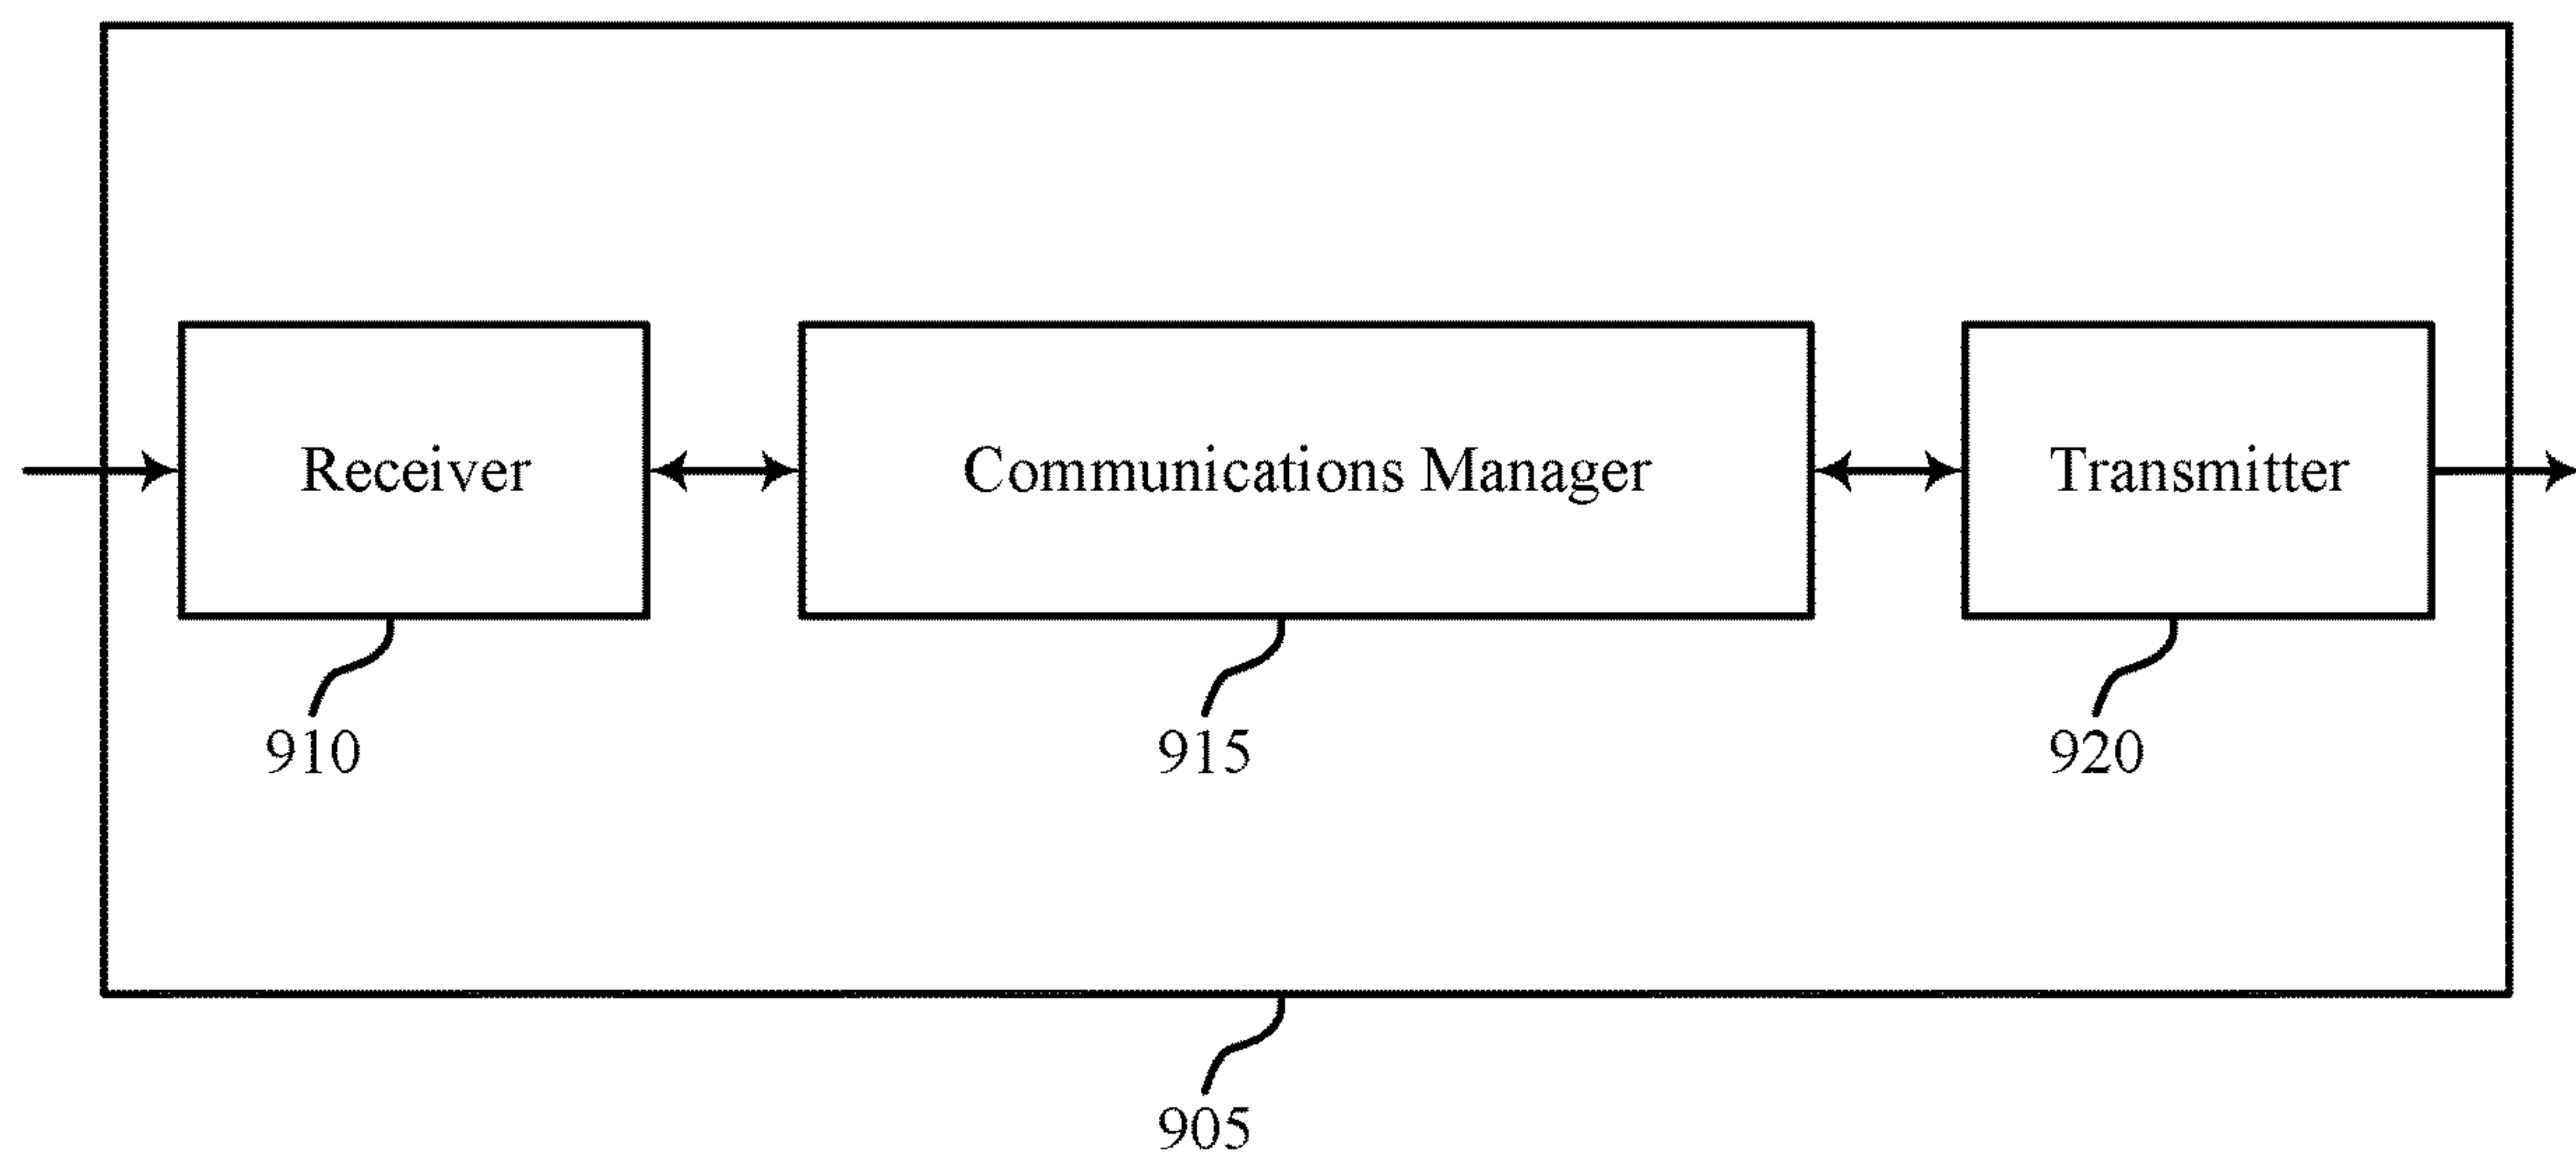 Receiver
Communications Manager
Transmitter
910
915
920
905